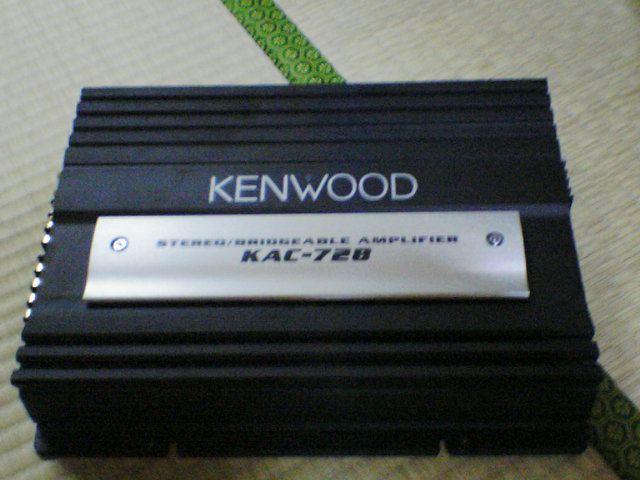 KENWOOD
STEREO/BRIDGEABLE AMPLIFIER
KAC-728